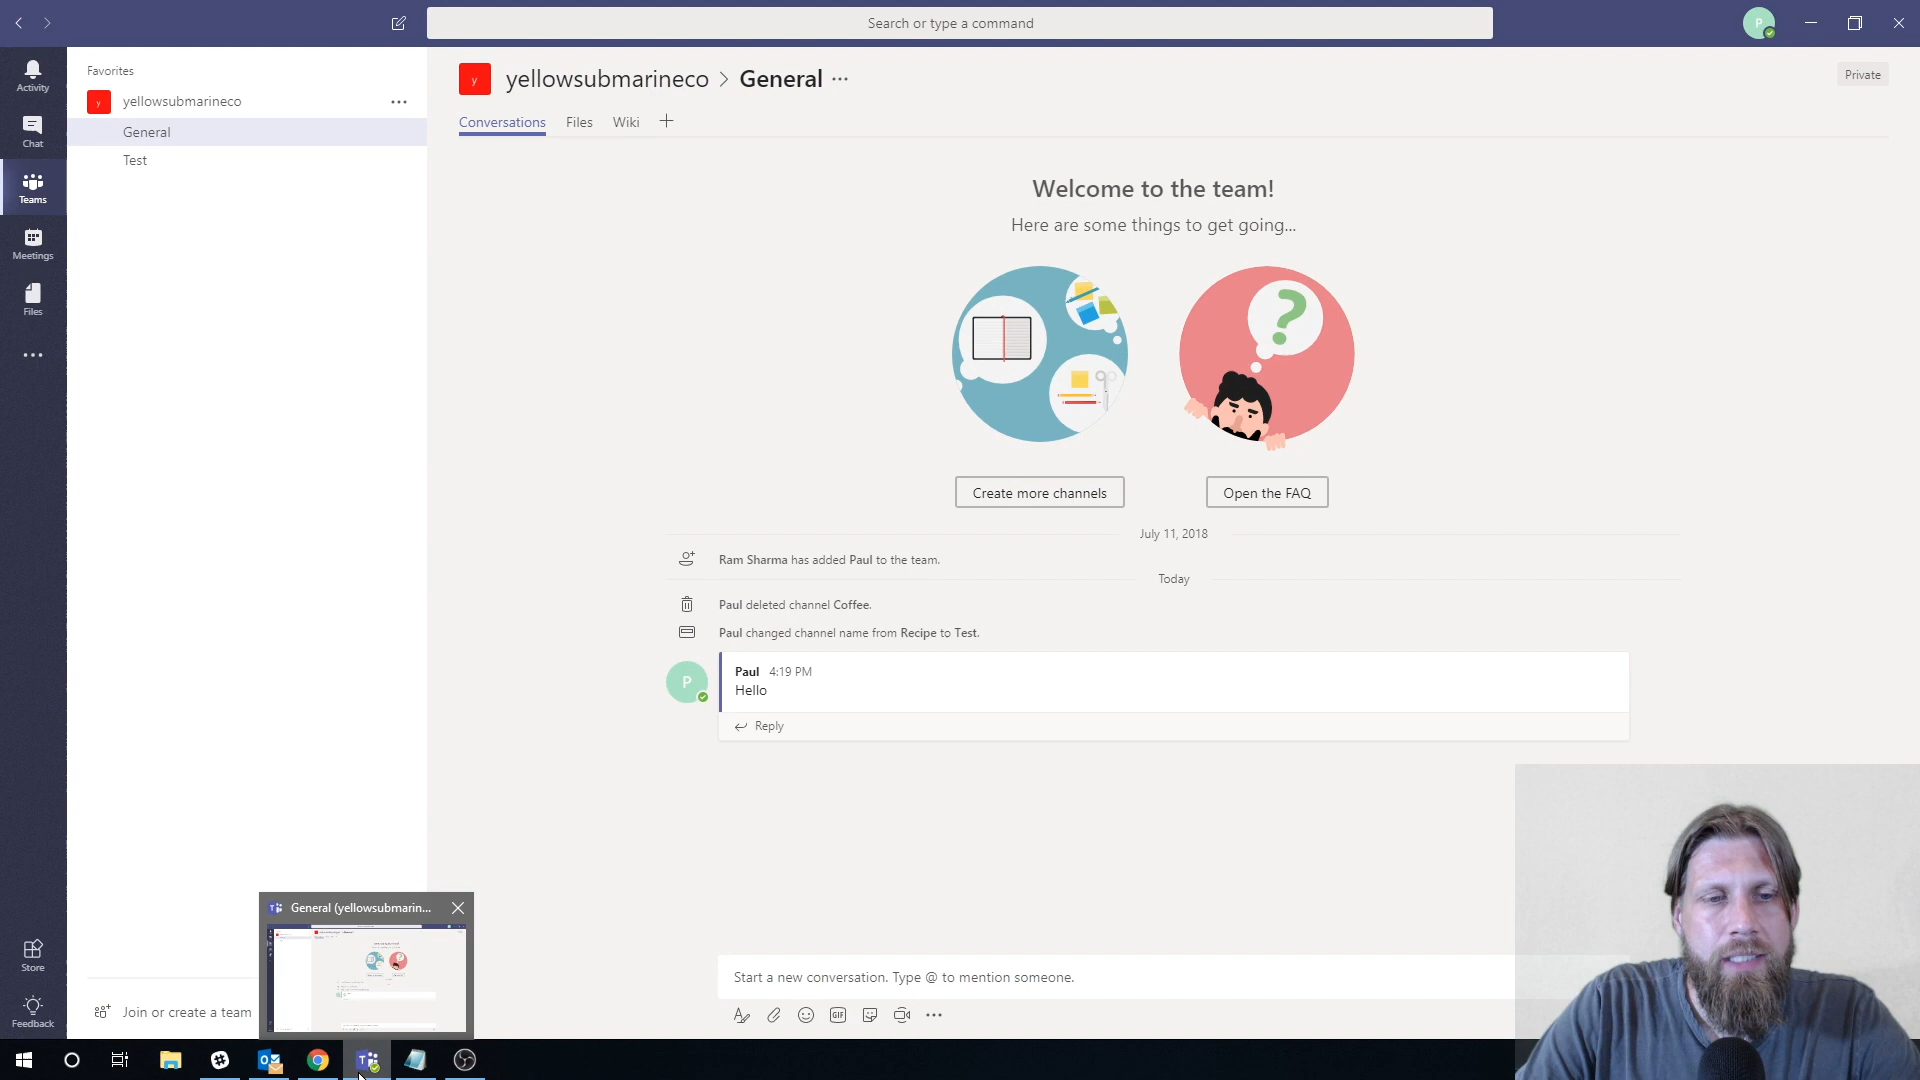 Search or type a command
P
Activity
Chat
Teams
Meetings
Files
Store
Feedback
Favorites
y yellowsubmarineco
General
Test
Join or create a team
y yellowsubmarineco > General
Private
Conversations Files Wiki
Welcome to the team!
Here are some things to get going...
?
Create more channels
Open the FAQ
July 11, 2018
Ram Sharma has added Paul to the team.
Today
Paul deleted channel Coffee.
Paul changed channel name from Recipe to Test.
P
Paul 4:19 PM
Hello
Reply
Start a new conversation. Type @ to mention someone.
GIF
General (yellowsubmarin...